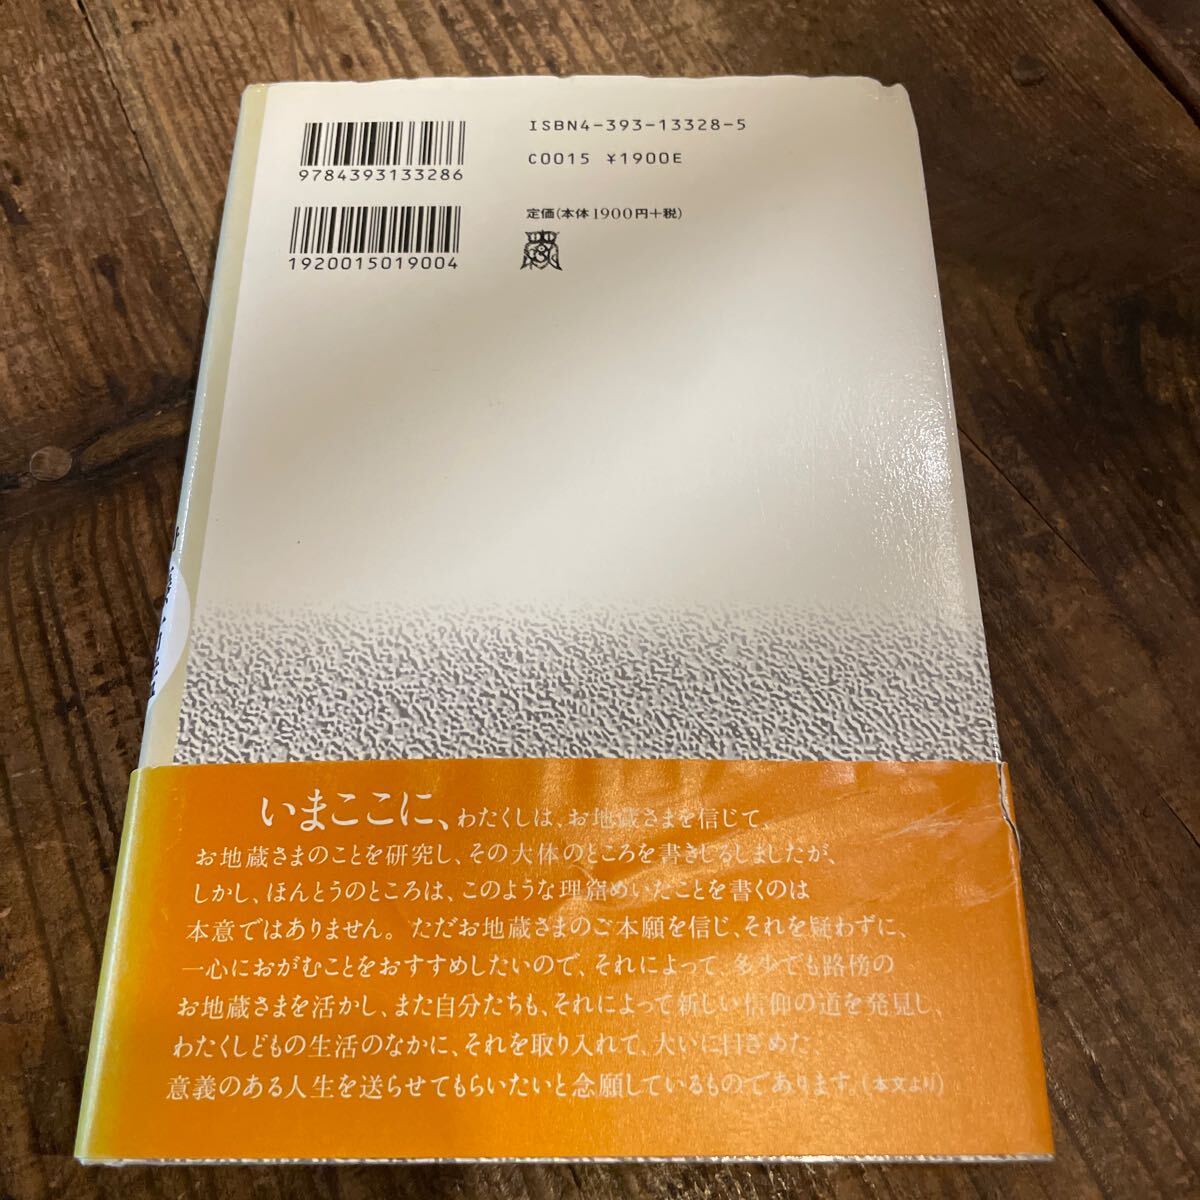 ISBN4-393-13328-5
C0015 ¥1900E
9784393133286
定価(本体1900円+税)
1920015019004
いまここに、わたくしは、お地蔵さまを信じて、
お地蔵さまのことを研究し、その大体のところを書きしるしましたが、
しかし、ほんとうのところは、このような理窟めいたことを書くのは
本意ではありません。ただお地蔵さまのご本願を信じ、それを疑わずに、
一心におがむことをおすすめしたいので、それによって、多少でも路傍の
お地蔵さまを活かし、また自分たちも、それによって新しい信仰の道を発見し、
わたくしどもの生活のなかに、それを取り入れて、大いに目ざめた、
意義のある人生を送らせてもらいたいと念願しているものであります。(本文より)